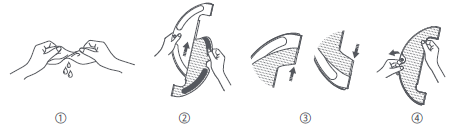 ① ② ③ ④